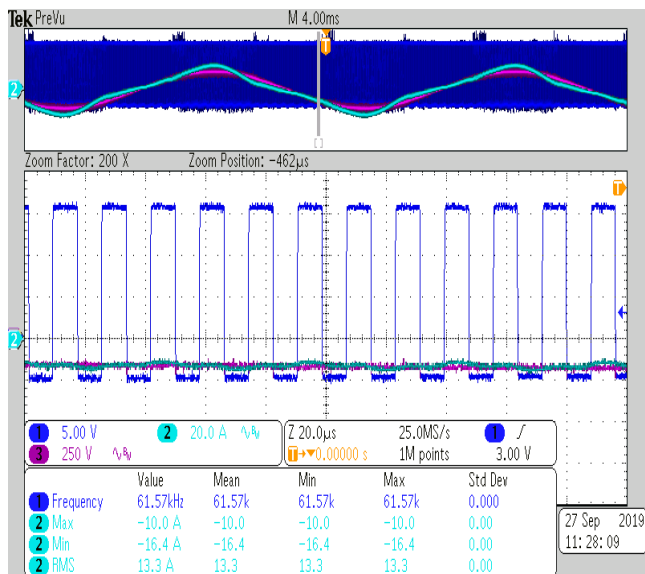 Tek PreVu M 4.00ms
T
2
Zoom Factor: 200 X Zoom Position: -462µs
T
2
1 5.00 V 2 20.0 A Z 20.0µs 25.0MS/s 1
3 250 V T→▼0.00000 s 1M points 3.00 V
Value Mean Min Max Std Dev
1 Frequency 61.57kHz 61.57k 61.57k 61.57k 0.000
2 Max -10.0 A -10.0 -10.0 -10.0 0.00
2 Min -16.4 A -16.4 -16.4 -16.4 0.00
2 RMS 13.3 A 13.3 13.3 13.3 0.00
27 Sep 2019
11:28:09